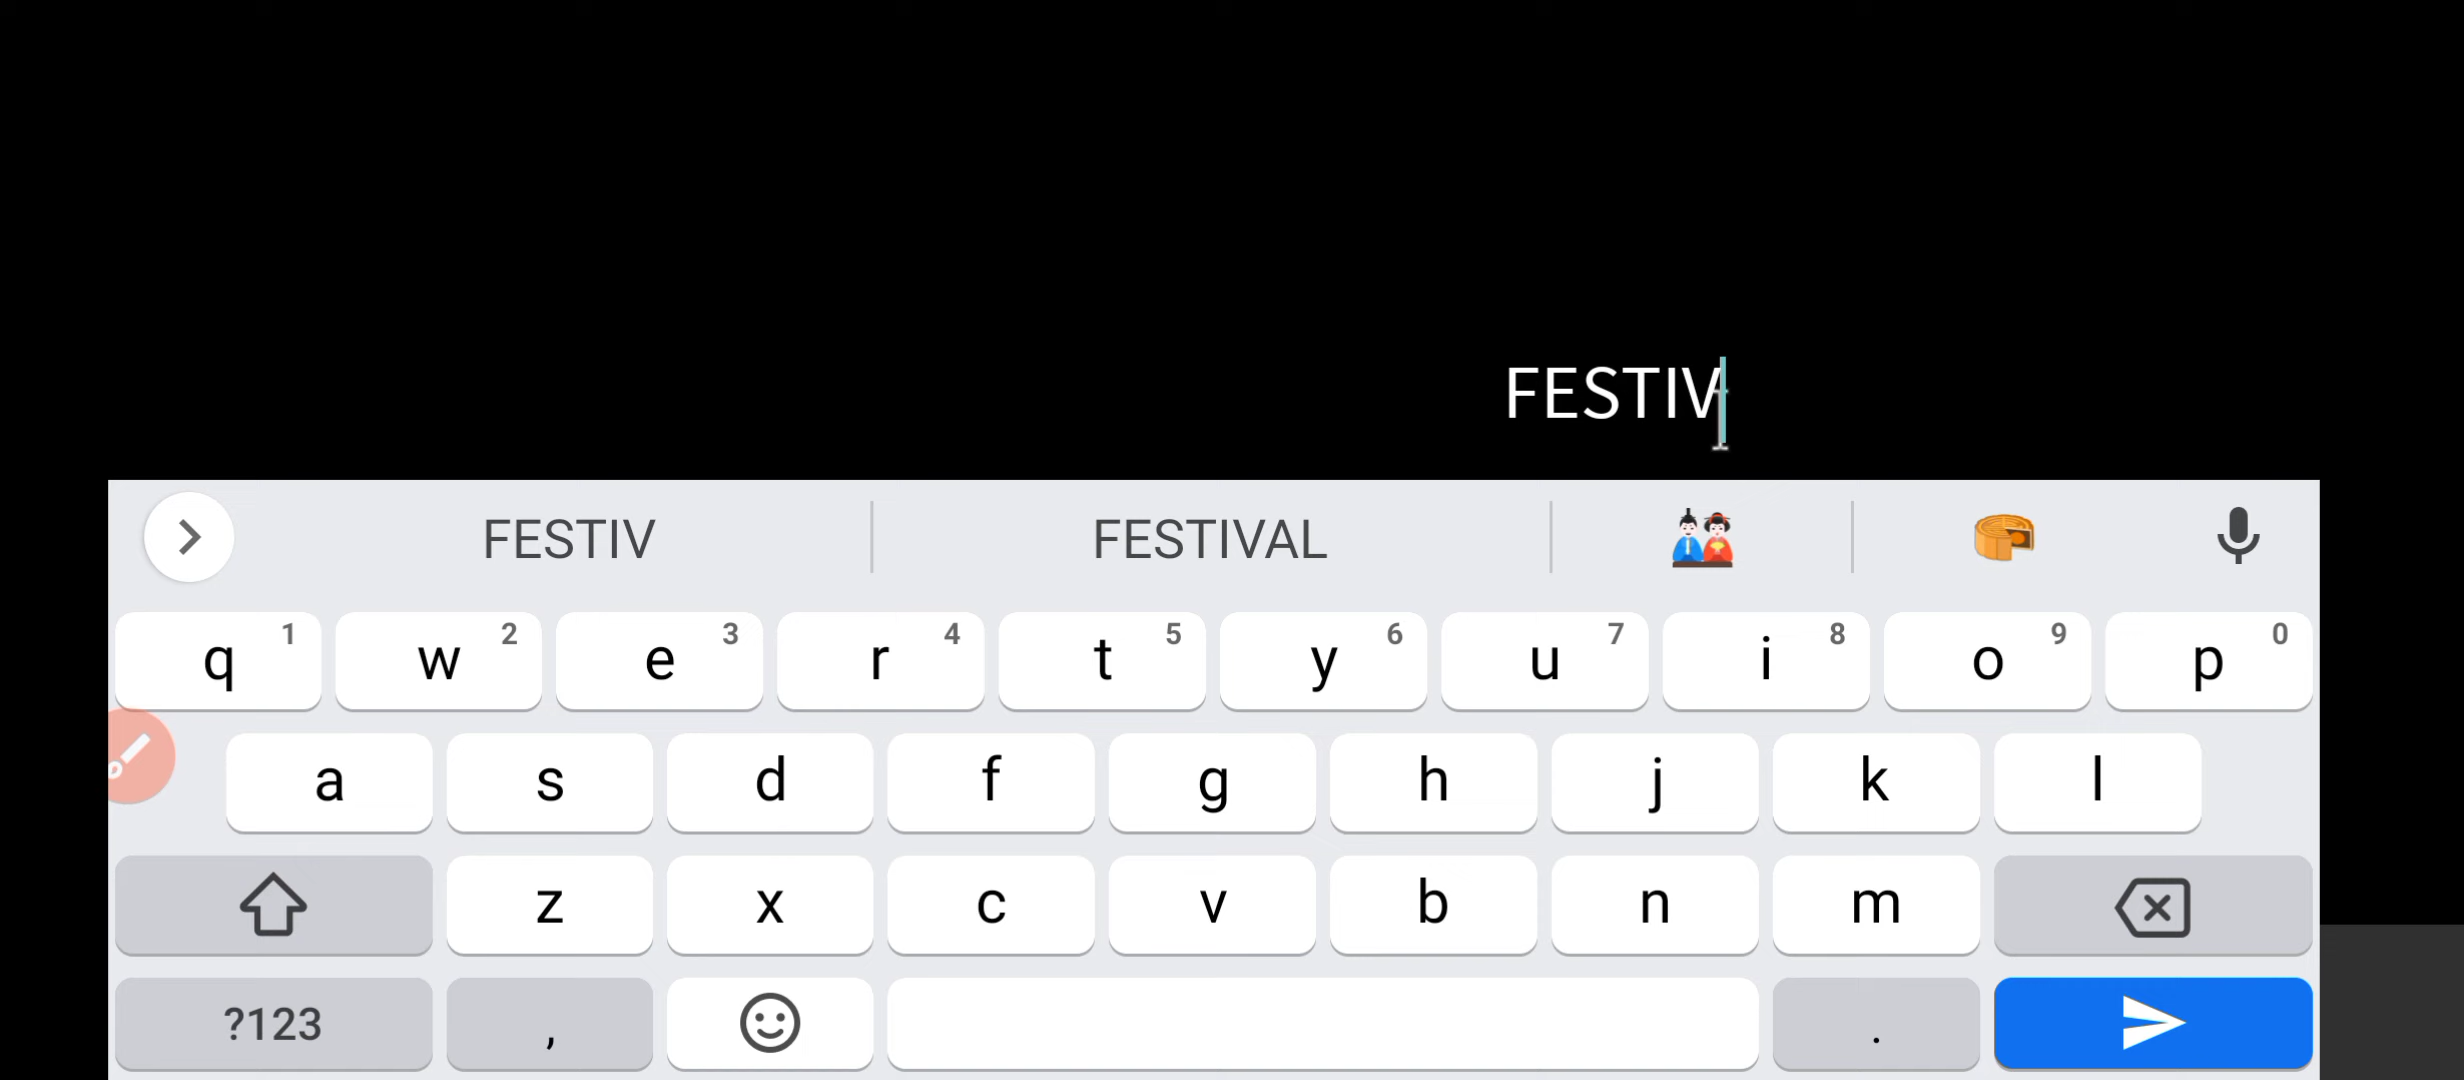 FESTIV
FESTIV FESTIVAL
q 1 w 2 e 3 r 4 t 5 y 6 u 7 i 8 o 9 p 0
a s d f g h j k l
z x c v b n m
?123 , .